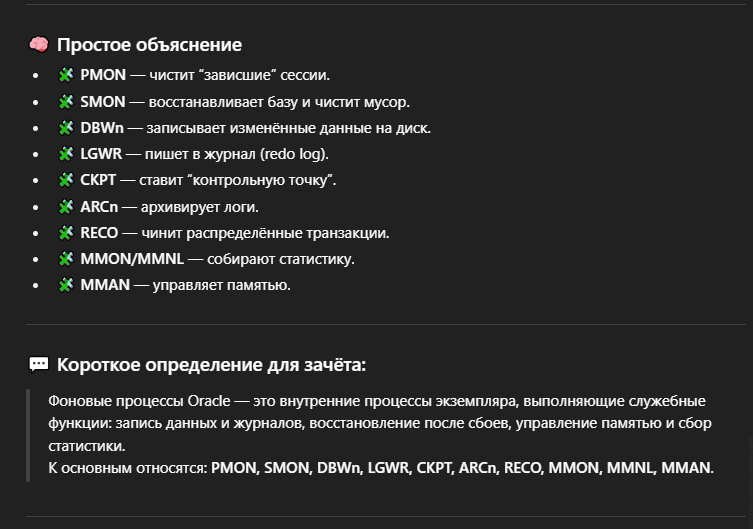 🧠 Простое объяснение
• 🧩 PMON — чистит “зависшие” сессии.
• 🧩 SMON — восстанавливает базу и чистит мусор.
• 🧩 DBWn — записывает изменённые данные на диск.
• 🧩 LGWR — пишет в журнал (redo log).
• 🧩 CKPT — ставит “контрольную точку”.
• 🧩 ARCn — архивирует логи.
• 🧩 RECO — чинит распределённые транзакции.
• 🧩 MMON/MMNL — собирают статистику.
• 🧩 MMAN — управляет памятью.
💬 Короткое определение для зачёта:
Фоновые процессы Oracle — это внутренние процессы экземпляра, выполняющие служебные
функции: запись данных и журналов, восстановление после сбоев, управление памятью и сбор
статистики.
К основным относятся: PMON, SMON, DBWn, LGWR, CKPT, ARCn, RECO, MMON, MMNL, MMAN.